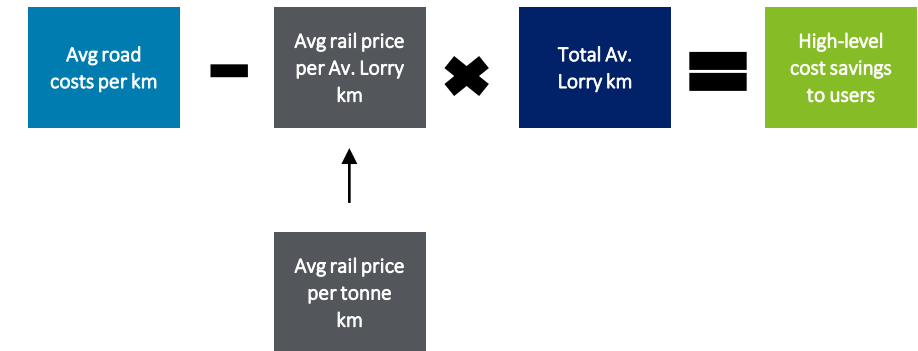 Avg road
costs per km
Avg rail price
per Av. Lorry
km
Total Av.
Lorry km
High-level
cost savings
to users
Avg rail price
per tonne
km